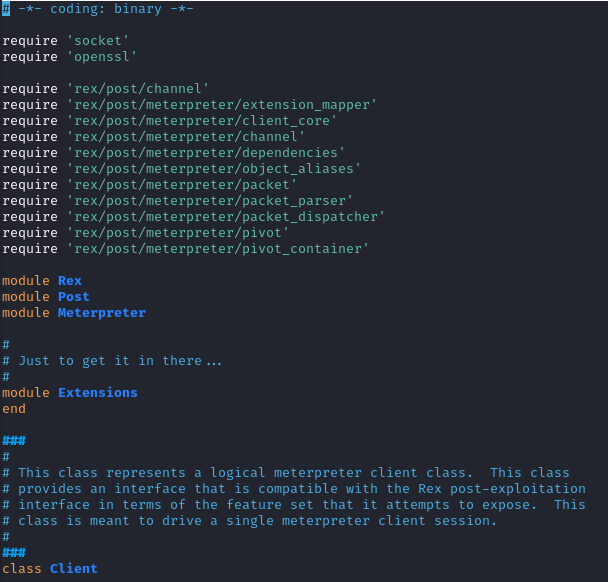 # -*- coding: binary -*-
require 'socket'
require 'openssl'
require 'rex/post/channel'
require 'rex/post/meterpreter/extension_mapper'
require 'rex/post/meterpreter/client_core'
require 'rex/post/meterpreter/channel'
require 'rex/post/meterpreter/dependencies'
require 'rex/post/meterpreter/object_aliases'
require 'rex/post/meterpreter/packet'
require 'rex/post/meterpreter/packet_parser'
require 'rex/post/meterpreter/packet_dispatcher'
require 'rex/post/meterpreter/pivot'
require 'rex/post/meterpreter/pivot_container'
module Rex
module Post
module Meterpreter
#
# Just to get it in there...
#
module Extensions
end
###
#
# This class represents a logical meterpreter client class.  This class
# provides an interface that is compatible with the Rex post-exploitation
# interface in terms of the feature set that it attempts to expose.  This
# class is meant to drive a single meterpreter client session.
#
###
class Client